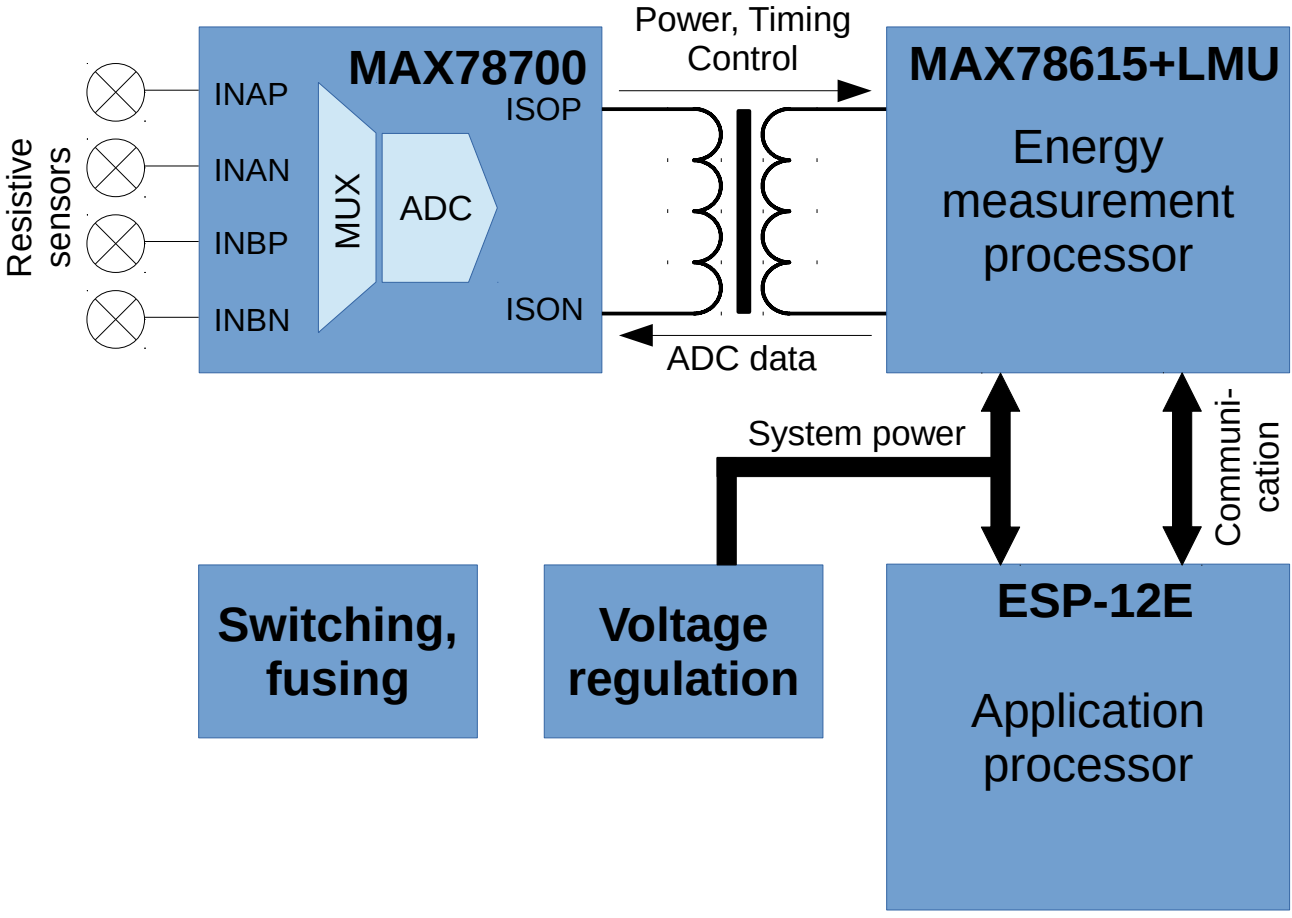 Power, Timing
Control
MAX78700
MAX78615+LMU
Resistive
sensors
INAP
INAN
INBP
INBN
MUX
ADC
ISOP
ISON
Energy
measurement
processor
ADC data
System power
Communi-
cation
Switching,
fusing
Voltage
regulation
ESP-12E
Application
processor